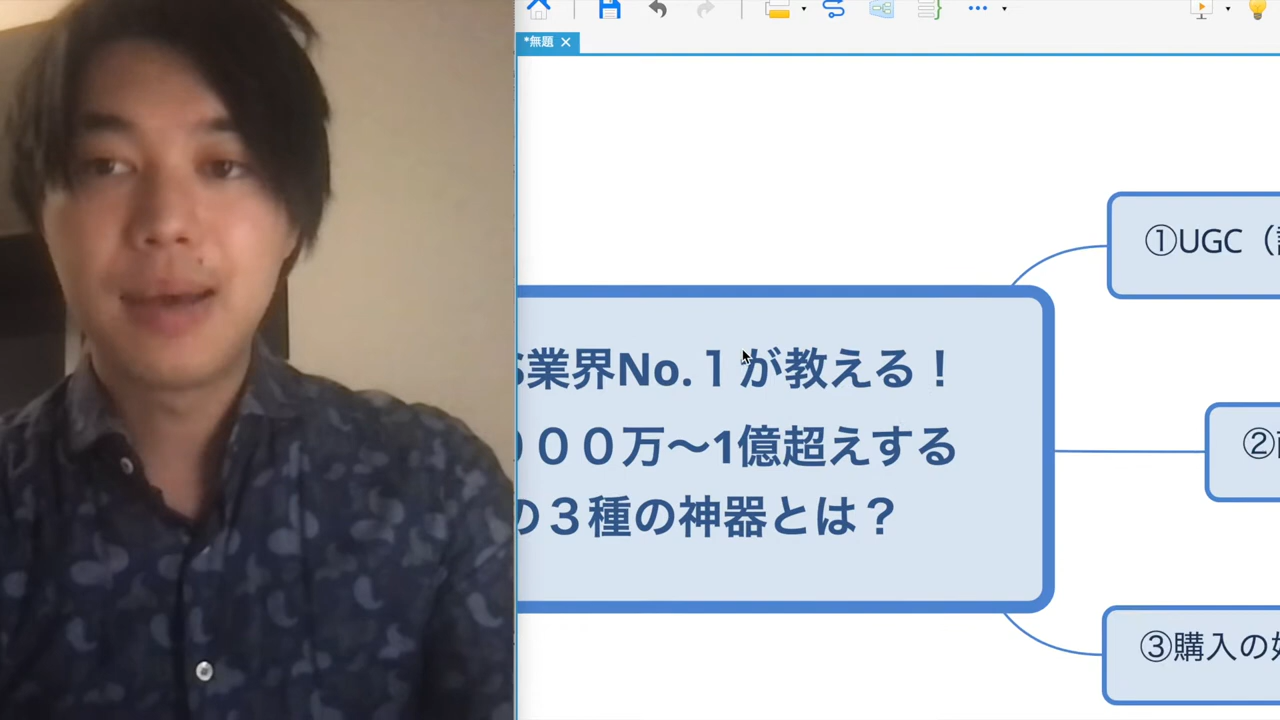 *無題
業界No.１が教える！
００万〜1億超えする
の３種の神器とは？
①UGC（
②
③購入の